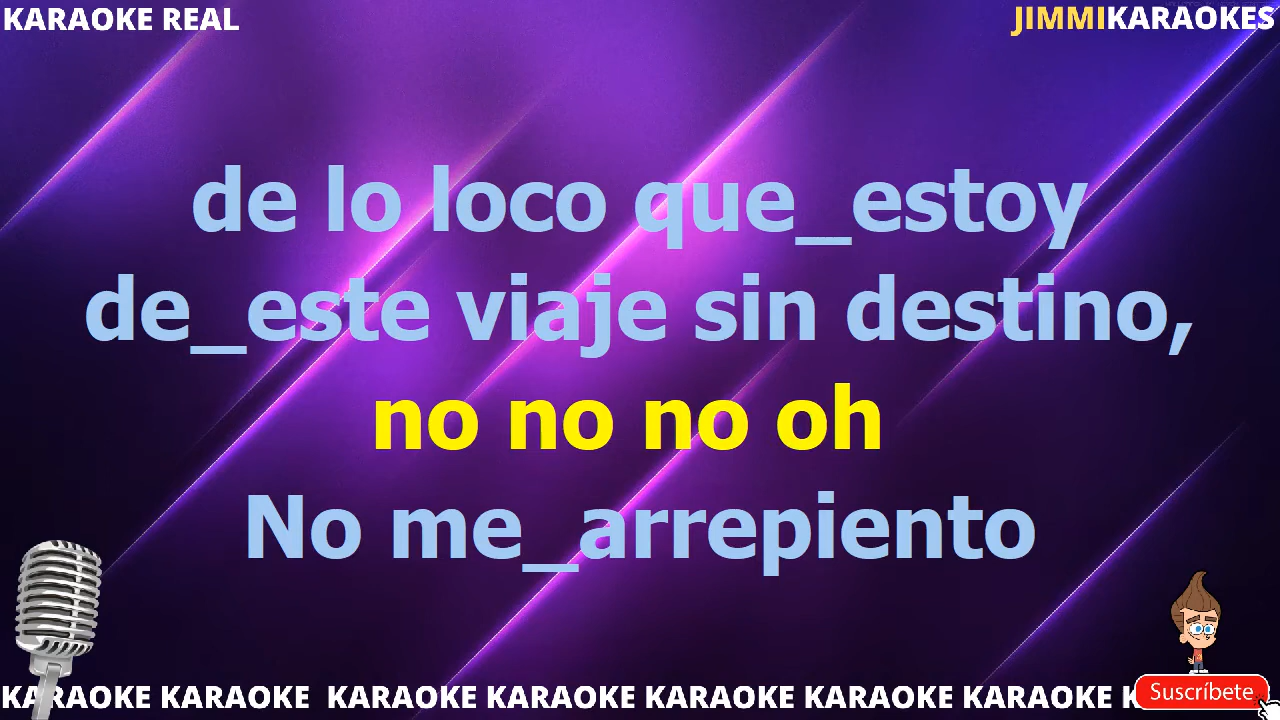 KARAOKE REAL
JIMMIKARAOKES
de lo loco que_estoy
de_este viaje sin destino,
no no no oh
No me_arrepiento
KARAOKE KARAOKE KARAOKE KARAOKE KARAOKE KARAOKE KARAOKE
Suscríbete